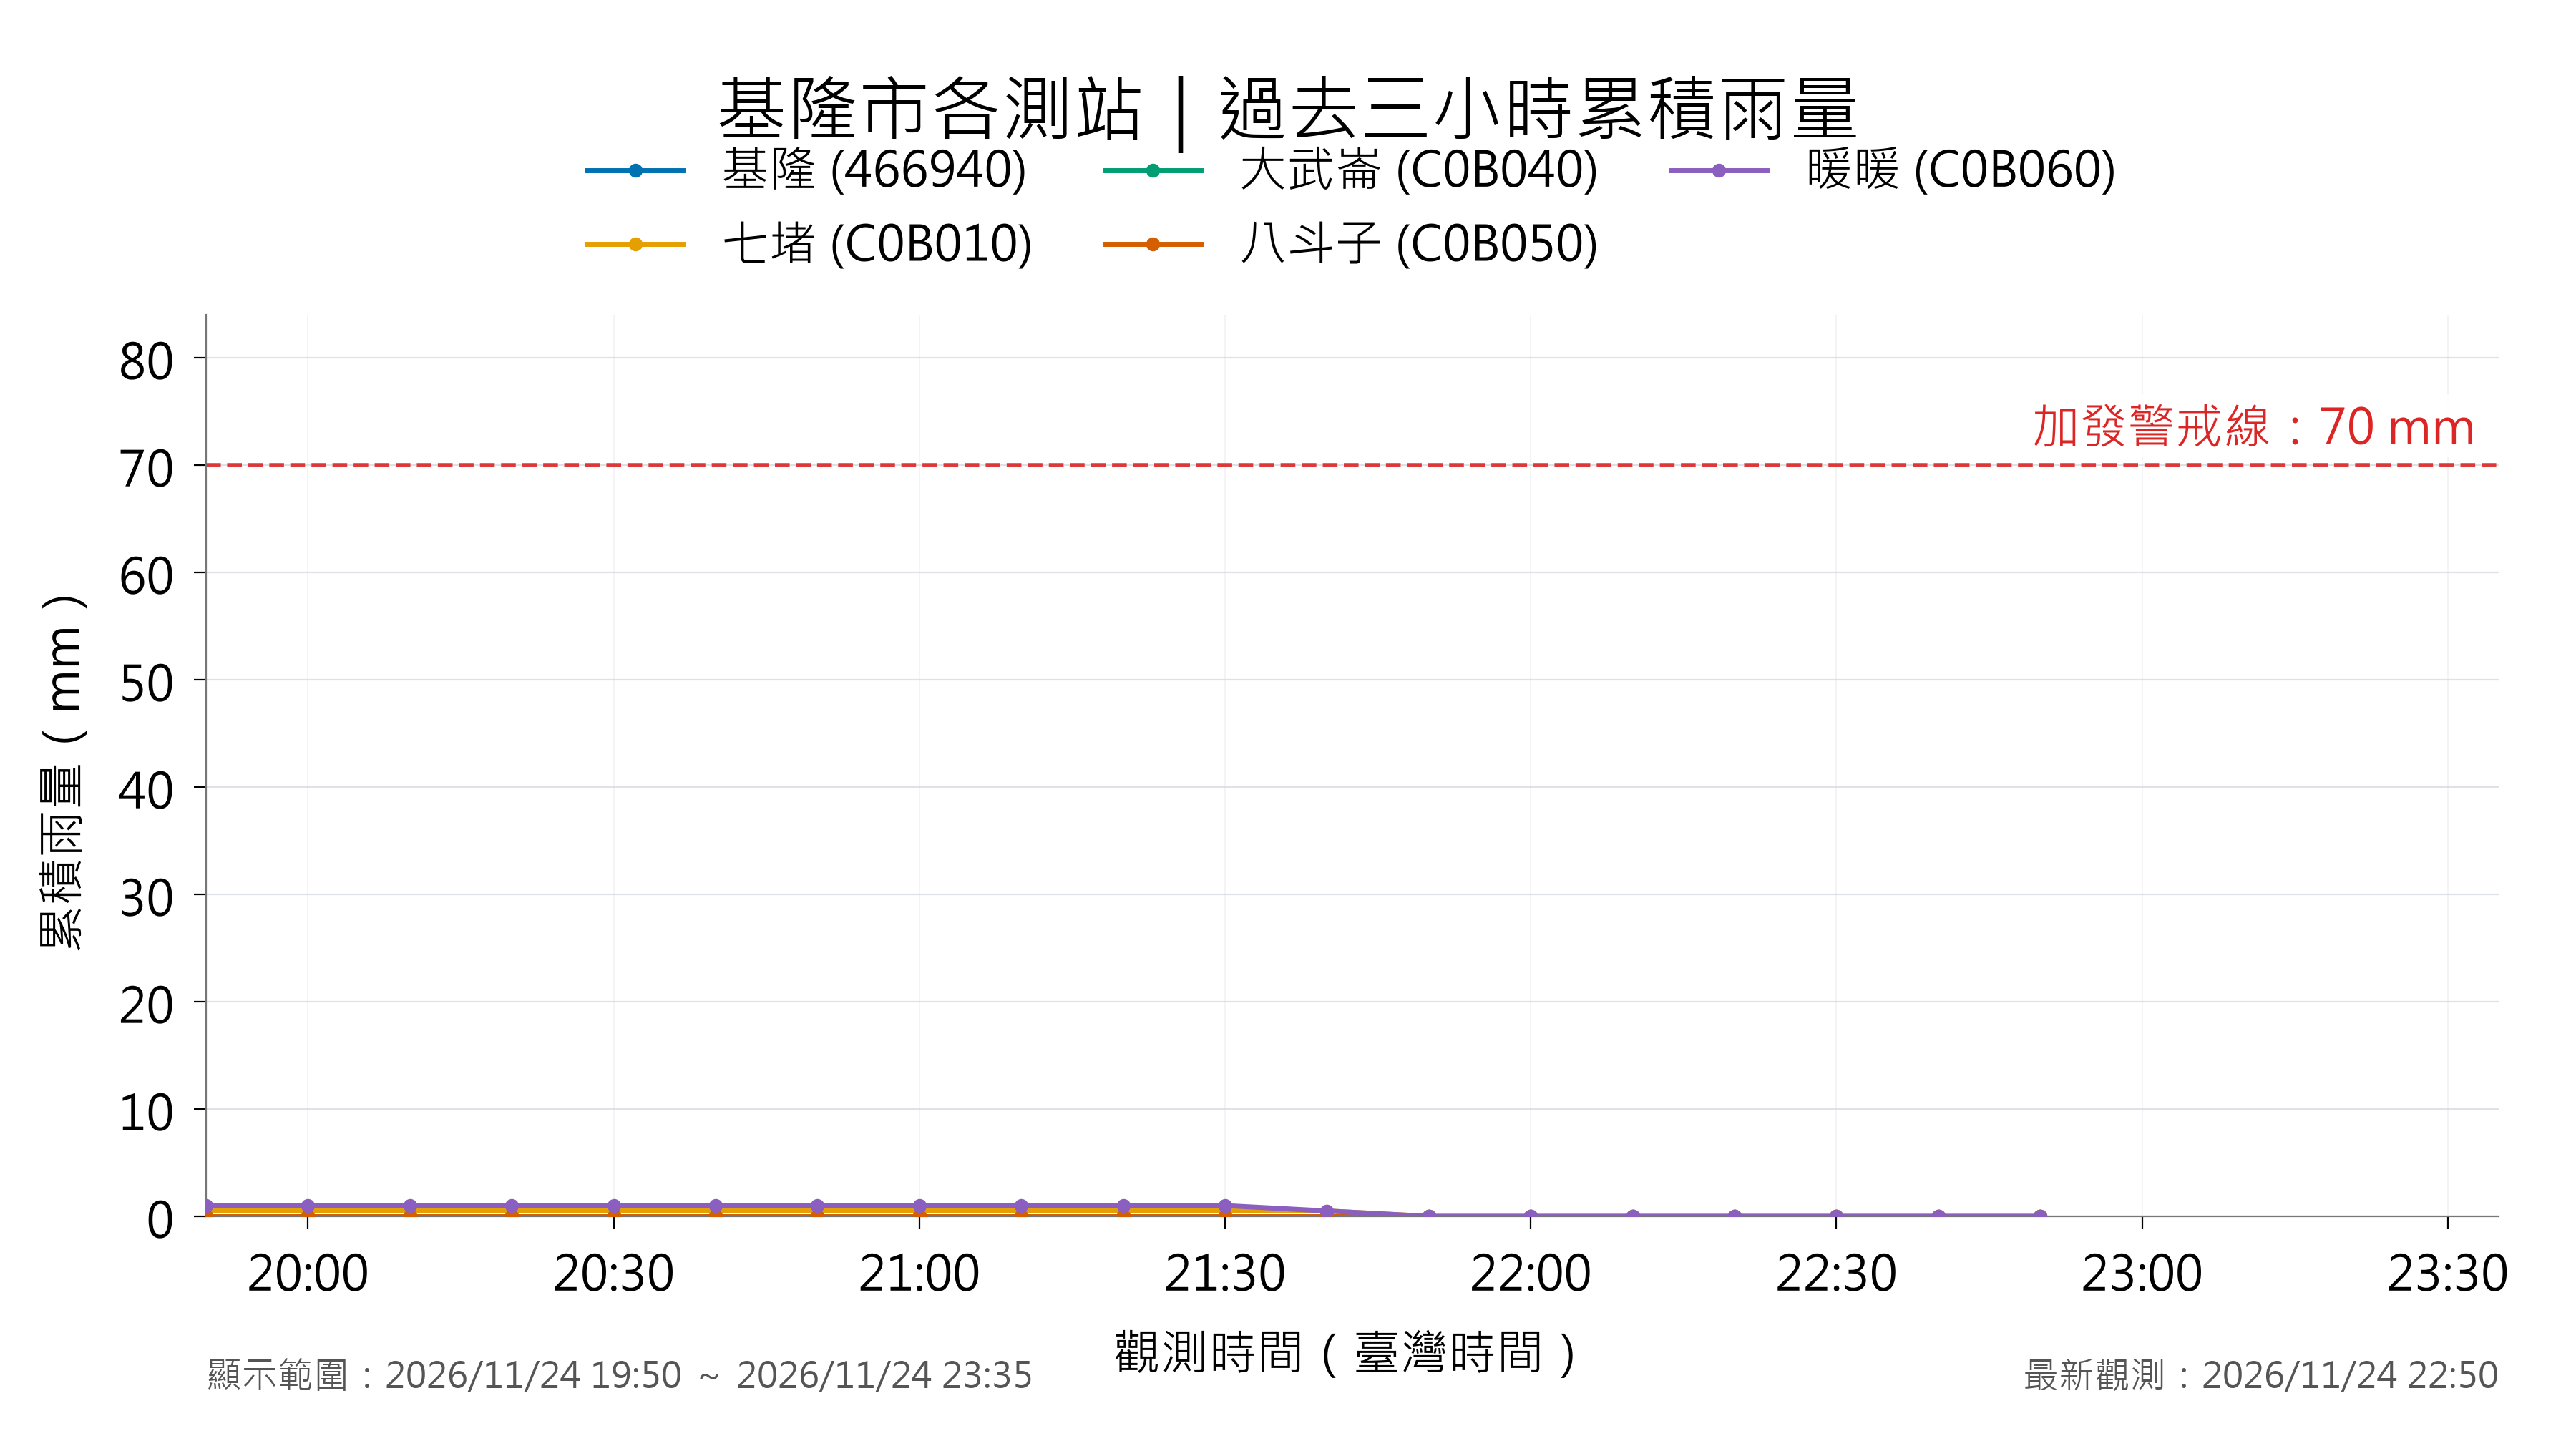 基隆市各測站｜過去三小時累積雨量
基隆 (466940)
大武崙 (C0B040)
暖暖 (C0B060)
七堵 (C0B010)
八斗子 (C0B050)
80
加發警戒線：70 mm
70
60
50
40
30
20
10
0
累積雨量（mm）
20:00 20:30 21:00 21:30 22:00 22:30 23:00 23:30
觀測時間（臺灣時間）
顯示範圍：2026/11/24 19:50 ~ 2026/11/24 23:35
最新觀測：2026/11/24 22:50